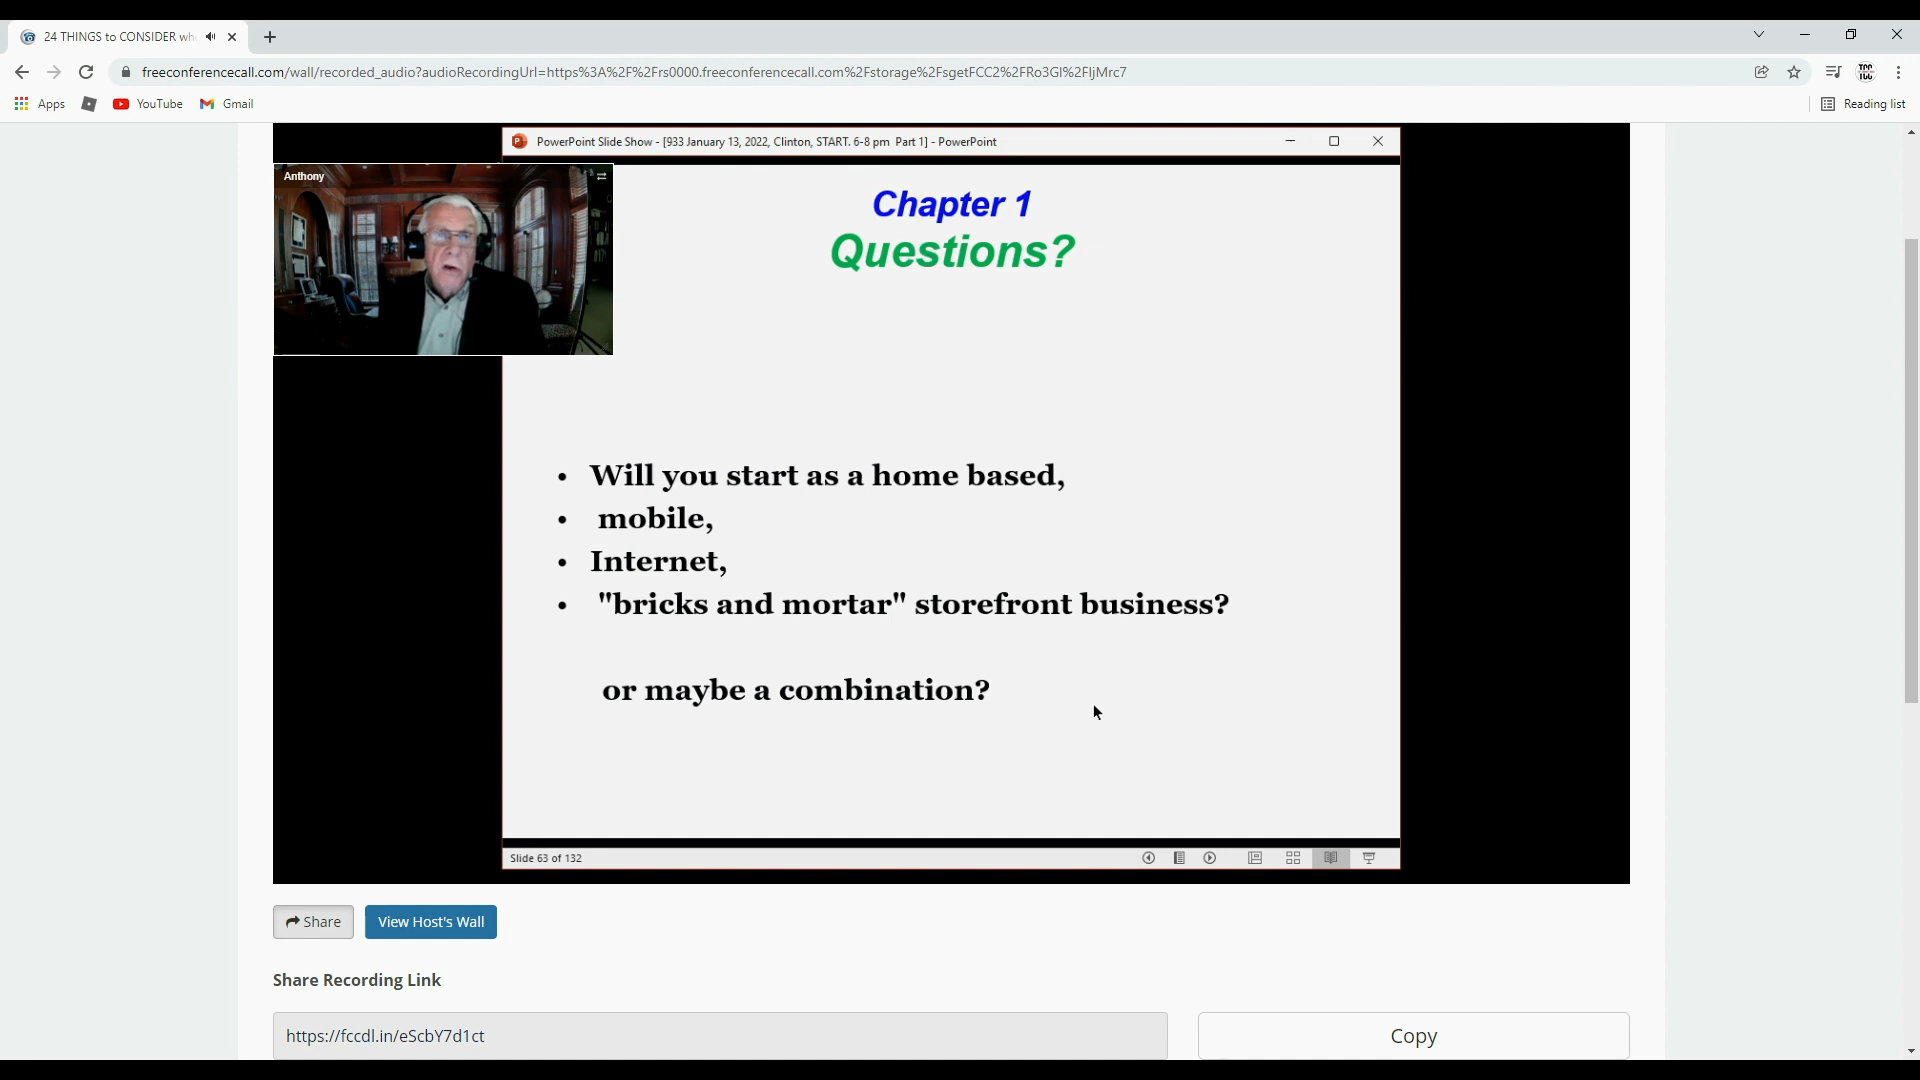 24 THINGS to CONSIDER wh
freeconferencecall.com/wall/recorded_audio?audioRecordingUrl=https%3A%2F%2Frs0000.freeconferencecall.com%2Fstorage%2FsgetFCC2%2FRo3GI%2FIjMrc7
Apps YouTube Gmail Reading list
PowerPoint Slide Show - [933 January 13, 2022, Clinton, START. 6-8 pm Part 1] - PowerPoint
Anthony
Chapter 1
Questions?
• Will you start as a home based,
• mobile,
• Internet,
• "bricks and mortar" storefront business?
or maybe a combination?
Slide 63 of 132
Share View Host's Wall
Share Recording Link
https://fccdl.in/eScbY7d1ct Copy